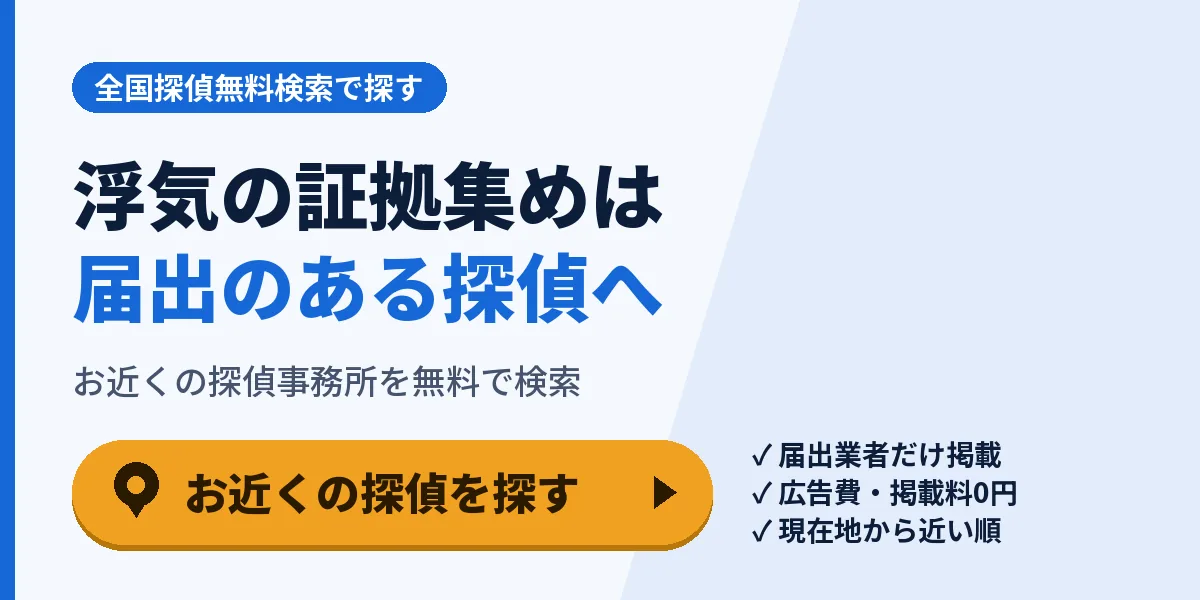 全国探偵無料検索で探す
浮気の証拠集めは
届出のある探偵へ
お近くの探偵事務所を無料で検索
お近くの探偵を探す
✓届出業者だけ掲載
✓広告費・掲載料0円
✓現在地から近い順